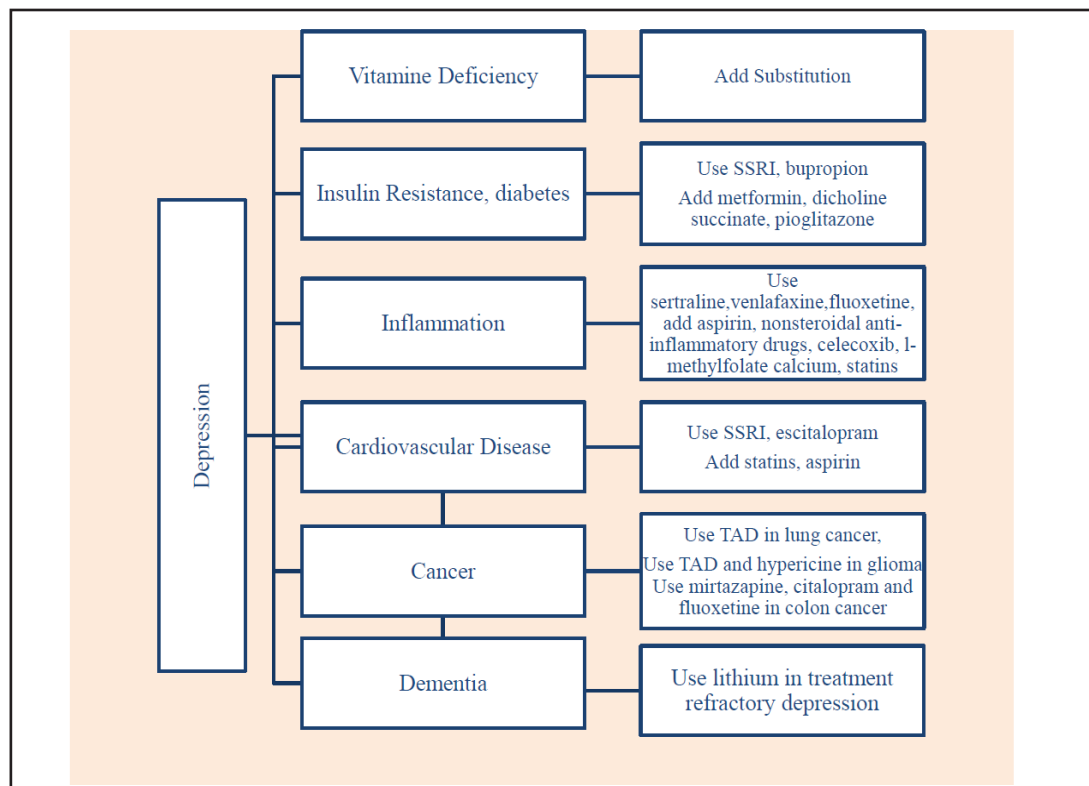 Vitamine Deficiency
Add Substitution
Insulin Resistance, diabetes
Use SSRI, bupropion
Add metformin, dicholine
succinate, pioglitazone
Inflammation
Use
sertraline,venlafaxine,fluoxetine,
add aspirin, nonsteroidal anti-
inflammatory drugs, celecoxib, l-
methylfolate calcium, statins
Depression
Cardiovascular Disease
Use SSRI, escitalopram
Add statins, aspirin
Cancer
Use TAD in lung cancer,
Use TAD and hypericine in glioma
Use mirtazapine, citalopram and
fluoxetine in colon cancer
Dementia
Use lithium in treatment
refractory depression